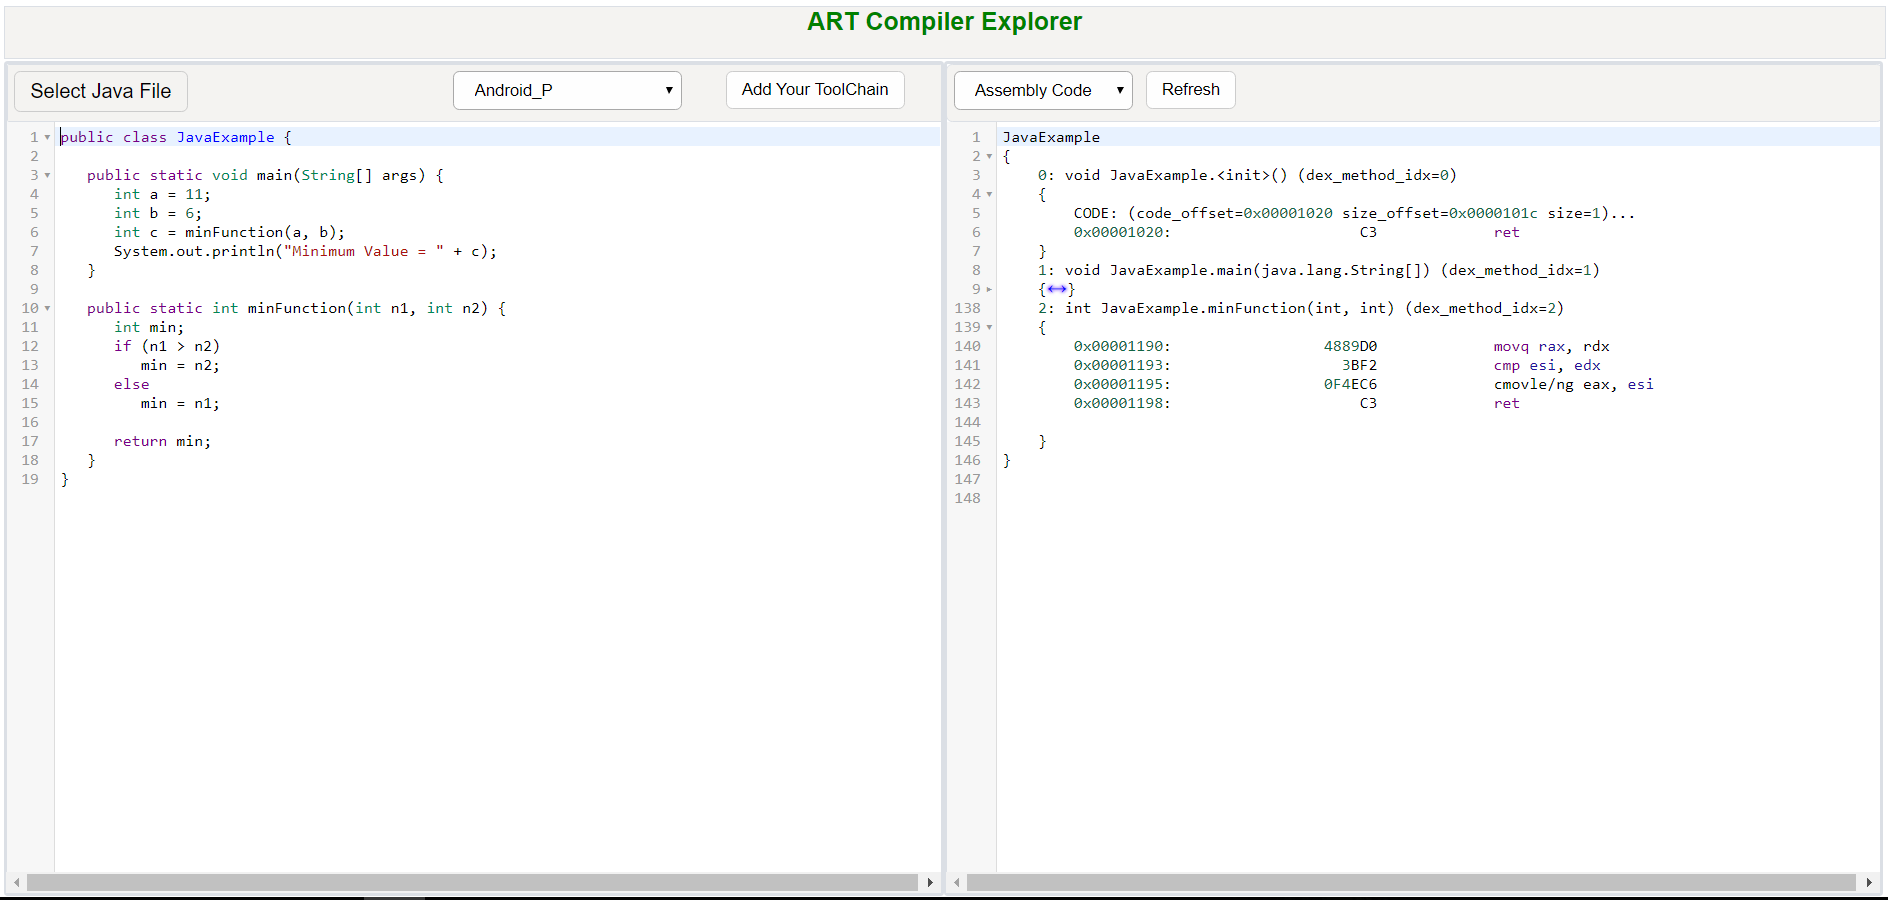 ART Compiler Explorer
Select Java File
Android_P
Add Your ToolChain
Assembly Code
Refresh
1 public class JavaExample {
2
3    public static void main(String[] args) {
4       int a = 11;
5       int b = 6;
6       int c = minFunction(a, b);
7       System.out.println("Minimum Value = " + c);
8    }
9
10    public static int minFunction(int n1, int n2) {
11       int min;
12       if (n1 > n2)
13          min = n2;
14       else
15          min = n1;
16
17       return min;
18    }
19 }
1 JavaExample
2 {
3     0: void JavaExample.<init>() (dex_method_idx=0)
4     {
5         CODE: (code_offset=0x00001020 size_offset=0x0000101c size=1)...
6         0x00001020:                     C3             ret
7     }
8     1: void JavaExample.main(java.lang.String[]) (dex_method_idx=1)
9     {↔}
138     2: int JavaExample.minFunction(int, int) (dex_method_idx=2)
139     {
140         0x00001190:                 4889D0             movq rax, rdx
141         0x00001193:                   3BF2             cmp esi, edx
142         0x00001195:                 0F4EC6             cmovle/ng eax, esi
143         0x00001198:                     C3             ret
144
145     }
146 }
147
148